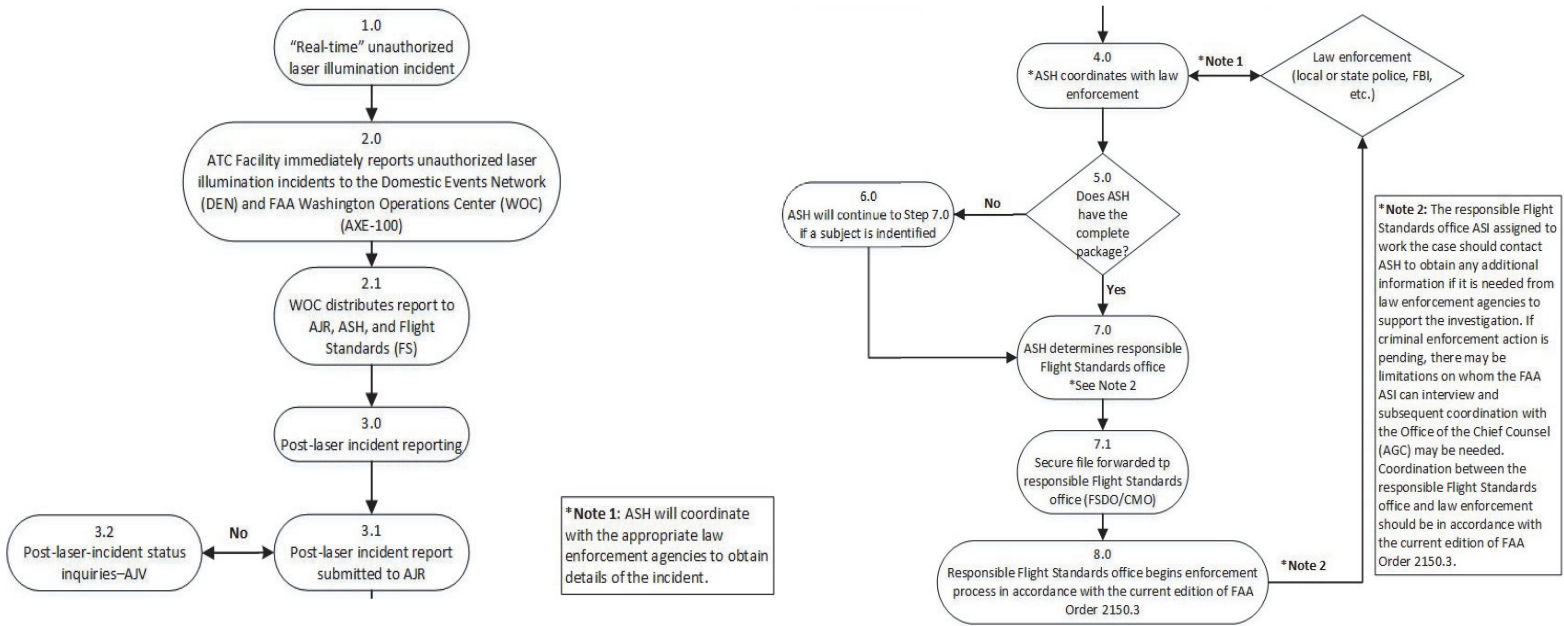 1.0
“Real-time” unauthorized
laser illumination incident
2.0
ATC Facility immediately reports unauthorized laser
illumination incidents to the Domestic Events Network
(DEN) and FAA Washington Operations Center (WOC)
(AXE-100)
2.1
WOC distributes report to
AJR, ASH, and Flight
Standards (FS)
3.0
Post-laser incident reporting
3.1
Post-laser incident report
submitted to AJR
No
3.2
Post-laser-incident status
inquiries–AJV
*Note 1: ASH will coordinate
with the appropriate law
enforcement agencies to obtain
details of the incident.
4.0
*ASH coordinates with law
enforcement
*Note 1
Law enforcement
(local or state police, FBI,
etc.)
5.0
Does ASH
have the
complete
package?
No
6.0
ASH will continue to Step 7.0
if a subject is indentified
Yes
7.0
ASH determines responsible
Flight Standards office
*See Note 2
7.1
Secure file forwarded tp
responsible Flight Standards
office (FSDO/CMO)
8.0
Responsible Flight Standards office begins enforcement
process in accordance with the current edition of FAA
Order 2150.3
*Note 2
*Note 2: The responsible Flight
Standards office ASI assigned to
work the case should contact
ASH to obtain any additional
information if it is needed from
law enforcement agencies to
support the investigation. If
criminal enforcement action is
pending, there may be
limitations on whom the FAA
ASI can interview and
subsequent coordination with
the Office of the Chief Counsel
(AGC) may be needed.
Coordination between the
responsible Flight Standards
office and law enforcement
should be in accordance with
the current edition of FAA
Order 2150.3.